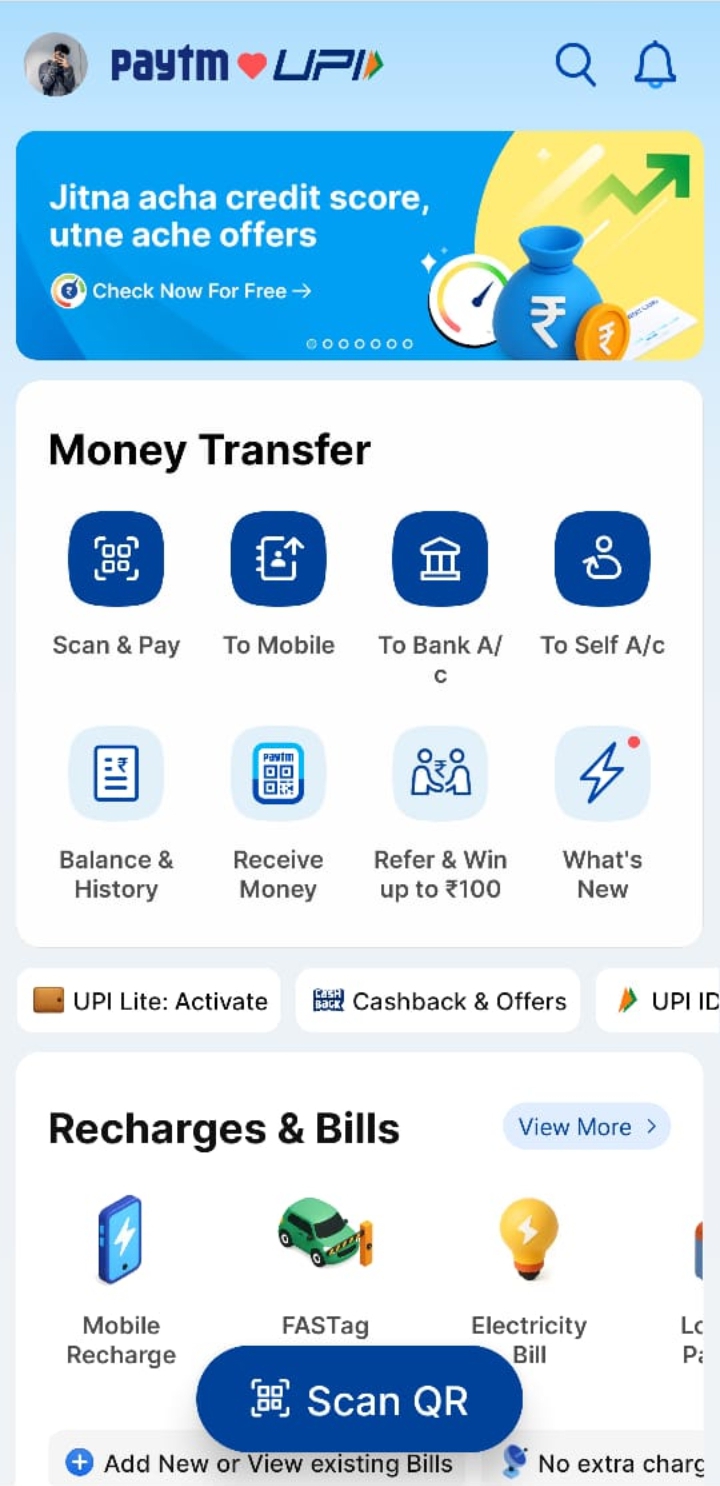 paytm UPI
Jitna acha credit score,
utne ache offers
Check Now For Free →
Money Transfer
Scan & Pay
To Mobile
To Bank A/
c
To Self A/c
Balance &
History
paytm
Receive
Money
Refer & Win
up to ₹100
What's
New
UPI Lite: Activate
CASH
BACK
Cashback & Offers
UPI ID
Recharges & Bills
View More >
Mobile
Recharge
FASTag
Electricity
Bill
Scan QR
Add New or View existing Bills
No extra charg